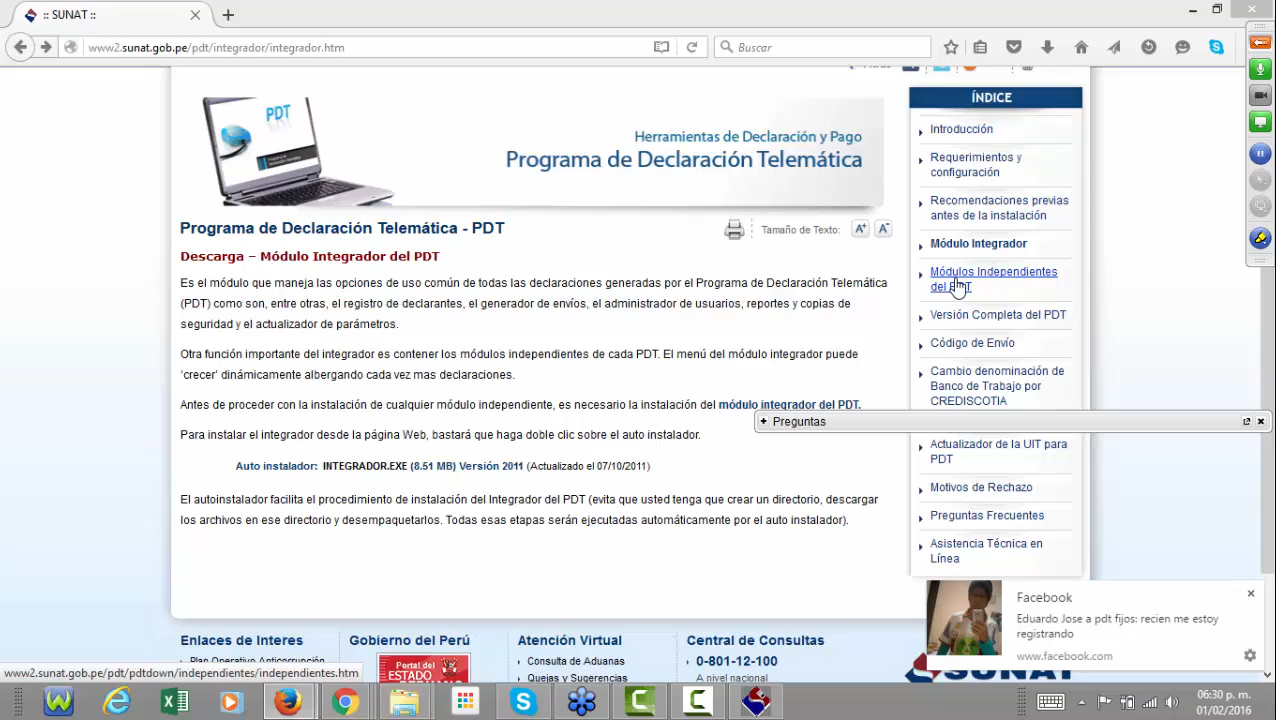 :: SUNAT ::
www2.sunat.gob.pe/pdt/integrador/integrador.htm
Buscar
PDT
Herramientas de Declaración y Pago
Programa de Declaración Telemática
Programa de Declaración Telemática - PDT
Tamaño de Texto: A+ A-
Descarga – Módulo Integrador del PDT
Es el módulo que maneja las opciones de uso común de todas las declaraciones generadas por el Programa de Declaración Telemática
(PDT) como son, entre otras, el registro de declarantes, el generador de envíos, el administrador de usuarios, reportes y copias de
seguridad y el actualizador de parámetros.
Otra función importante del integrador es contener los módulos independientes de cada PDT. El menú del módulo integrador puede
‘crecer’ dinámicamente albergando cada vez mas declaraciones.
Antes de proceder con la instalación de cualquier módulo independiente, es necesario la instalación del módulo integrador del PDT.
Para instalar el integrador desde la página Web, bastará que haga doble clic sobre el auto instalador.
Auto instalador: INTEGRADOR.EXE (8.51 MB) Versión 2011 (Actualizado el 07/10/2011)
El autoinstalador facilita el procedimiento de instalación del Integrador del PDT (evita que usted tenga que crear un directorio, descargar
los archivos en ese directorio y desempaquetarlos. Todas esas etapas serán ejecutadas automáticamente por el auto instalador).
ÍNDICE
Introducción
Requerimientos y
configuración
Recomendaciones previas
antes de la instalación
Módulo Integrador
Módulos Independientes
del PDT
Versión Completa del PDT
Código de Envío
Cambio denominación de
Banco de Trabajo por
CREDISCOTIA
Preguntas
Actualizador de la UIT para
PDT
Motivos de Rechazo
Preguntas Frecuentes
Asistencia Técnica en
Línea
Facebook
Eduardo Jose a pdt fijos: recien me estoy
registrando
www.facebook.com
Enlaces de Interes
Plan Operativo Anticorrupción
Gobierno del Perú
Portal del
ESTADO
Atención Virtual
Consulta de Aduanas
Quejas y Sugerencias
Central de Consultas
0-801-12-100
A nivel nacional
SUNAT
www2.sunat.gob.pe/pdt/pdtdown/independientes/independientes.htm
06:30 p. m.
01/02/2016